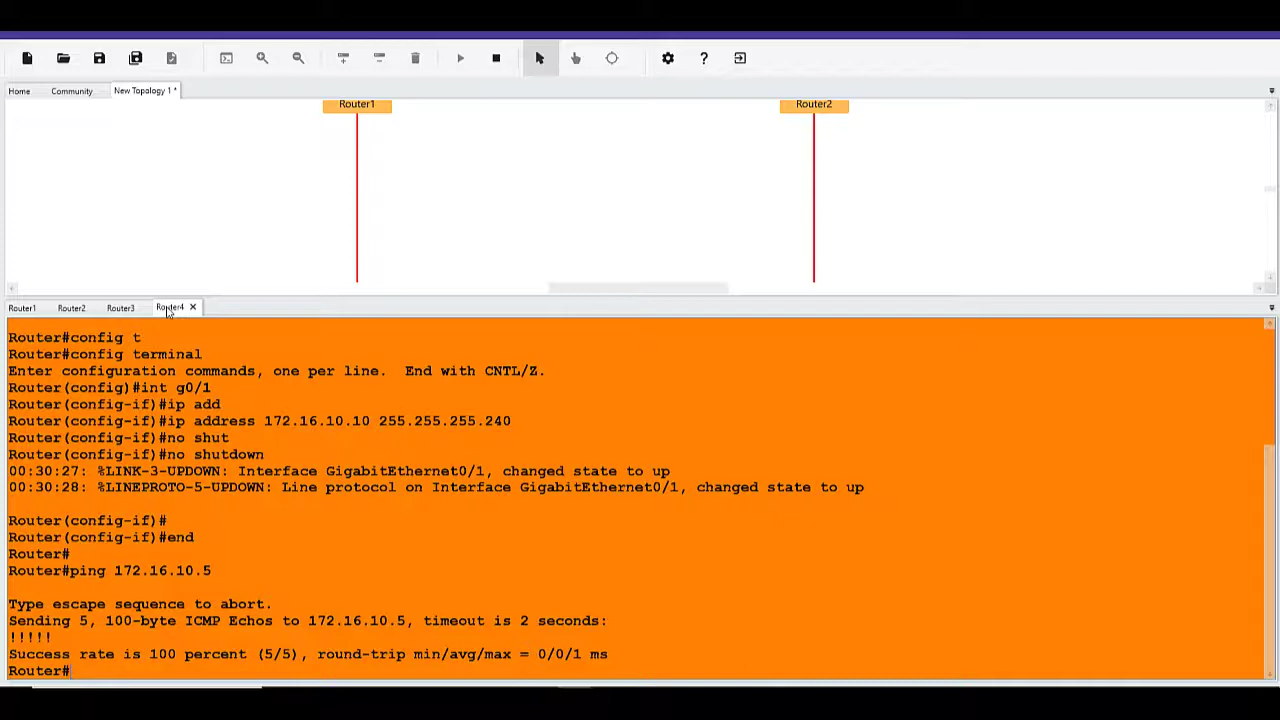 Home
Community
New Topology 1 *
Router1
Router2
Router1
Router2
Router3
Router4
Router#config t
Router#config terminal
Enter configuration commands, one per line.  End with CNTL/Z.
Router(config)#int g0/1
Router(config-if)#ip add
Router(config-if)#ip address 172.16.10.10 255.255.255.240
Router(config-if)#no shut
Router(config-if)#no shutdown
00:30:27: %LINK-3-UPDOWN: Interface GigabitEthernet0/1, changed state to up
00:30:28: %LINEPROTO-5-UPDOWN: Line protocol on Interface GigabitEthernet0/1, changed state to up
Router(config-if)#
Router(config-if)#end
Router#
Router#ping 172.16.10.5
Type escape sequence to abort.
Sending 5, 100-byte ICMP Echos to 172.16.10.5, timeout is 2 seconds:
!!!!!
Success rate is 100 percent (5/5), round-trip min/avg/max = 0/0/1 ms
Router#